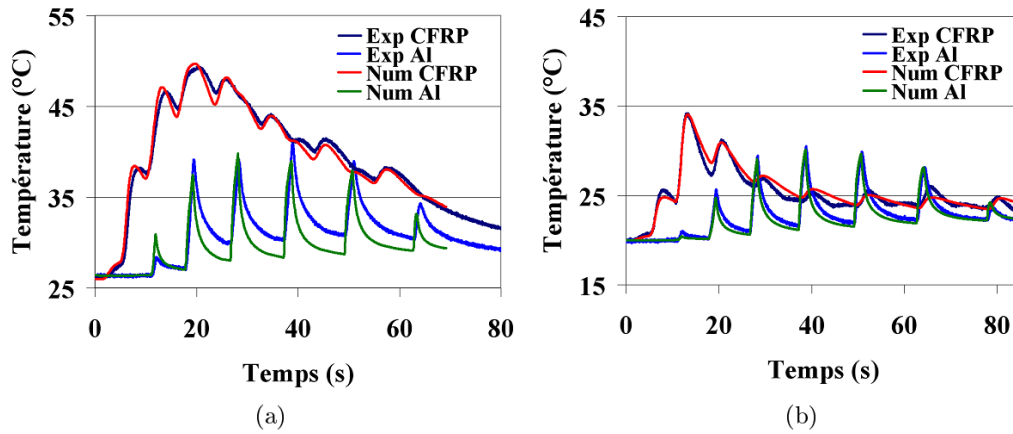 55
45
35
25
Température (°C)
Exp CFRP
Exp Al
Num CFRP
Num Al
0
20
40
60
80
Temps (s)
(a)
45
35
25
15
Température (°C)
Exp CFRP
Exp Al
Num CFRP
Num Al
0
20
40
60
80
Temps (s)
(b)